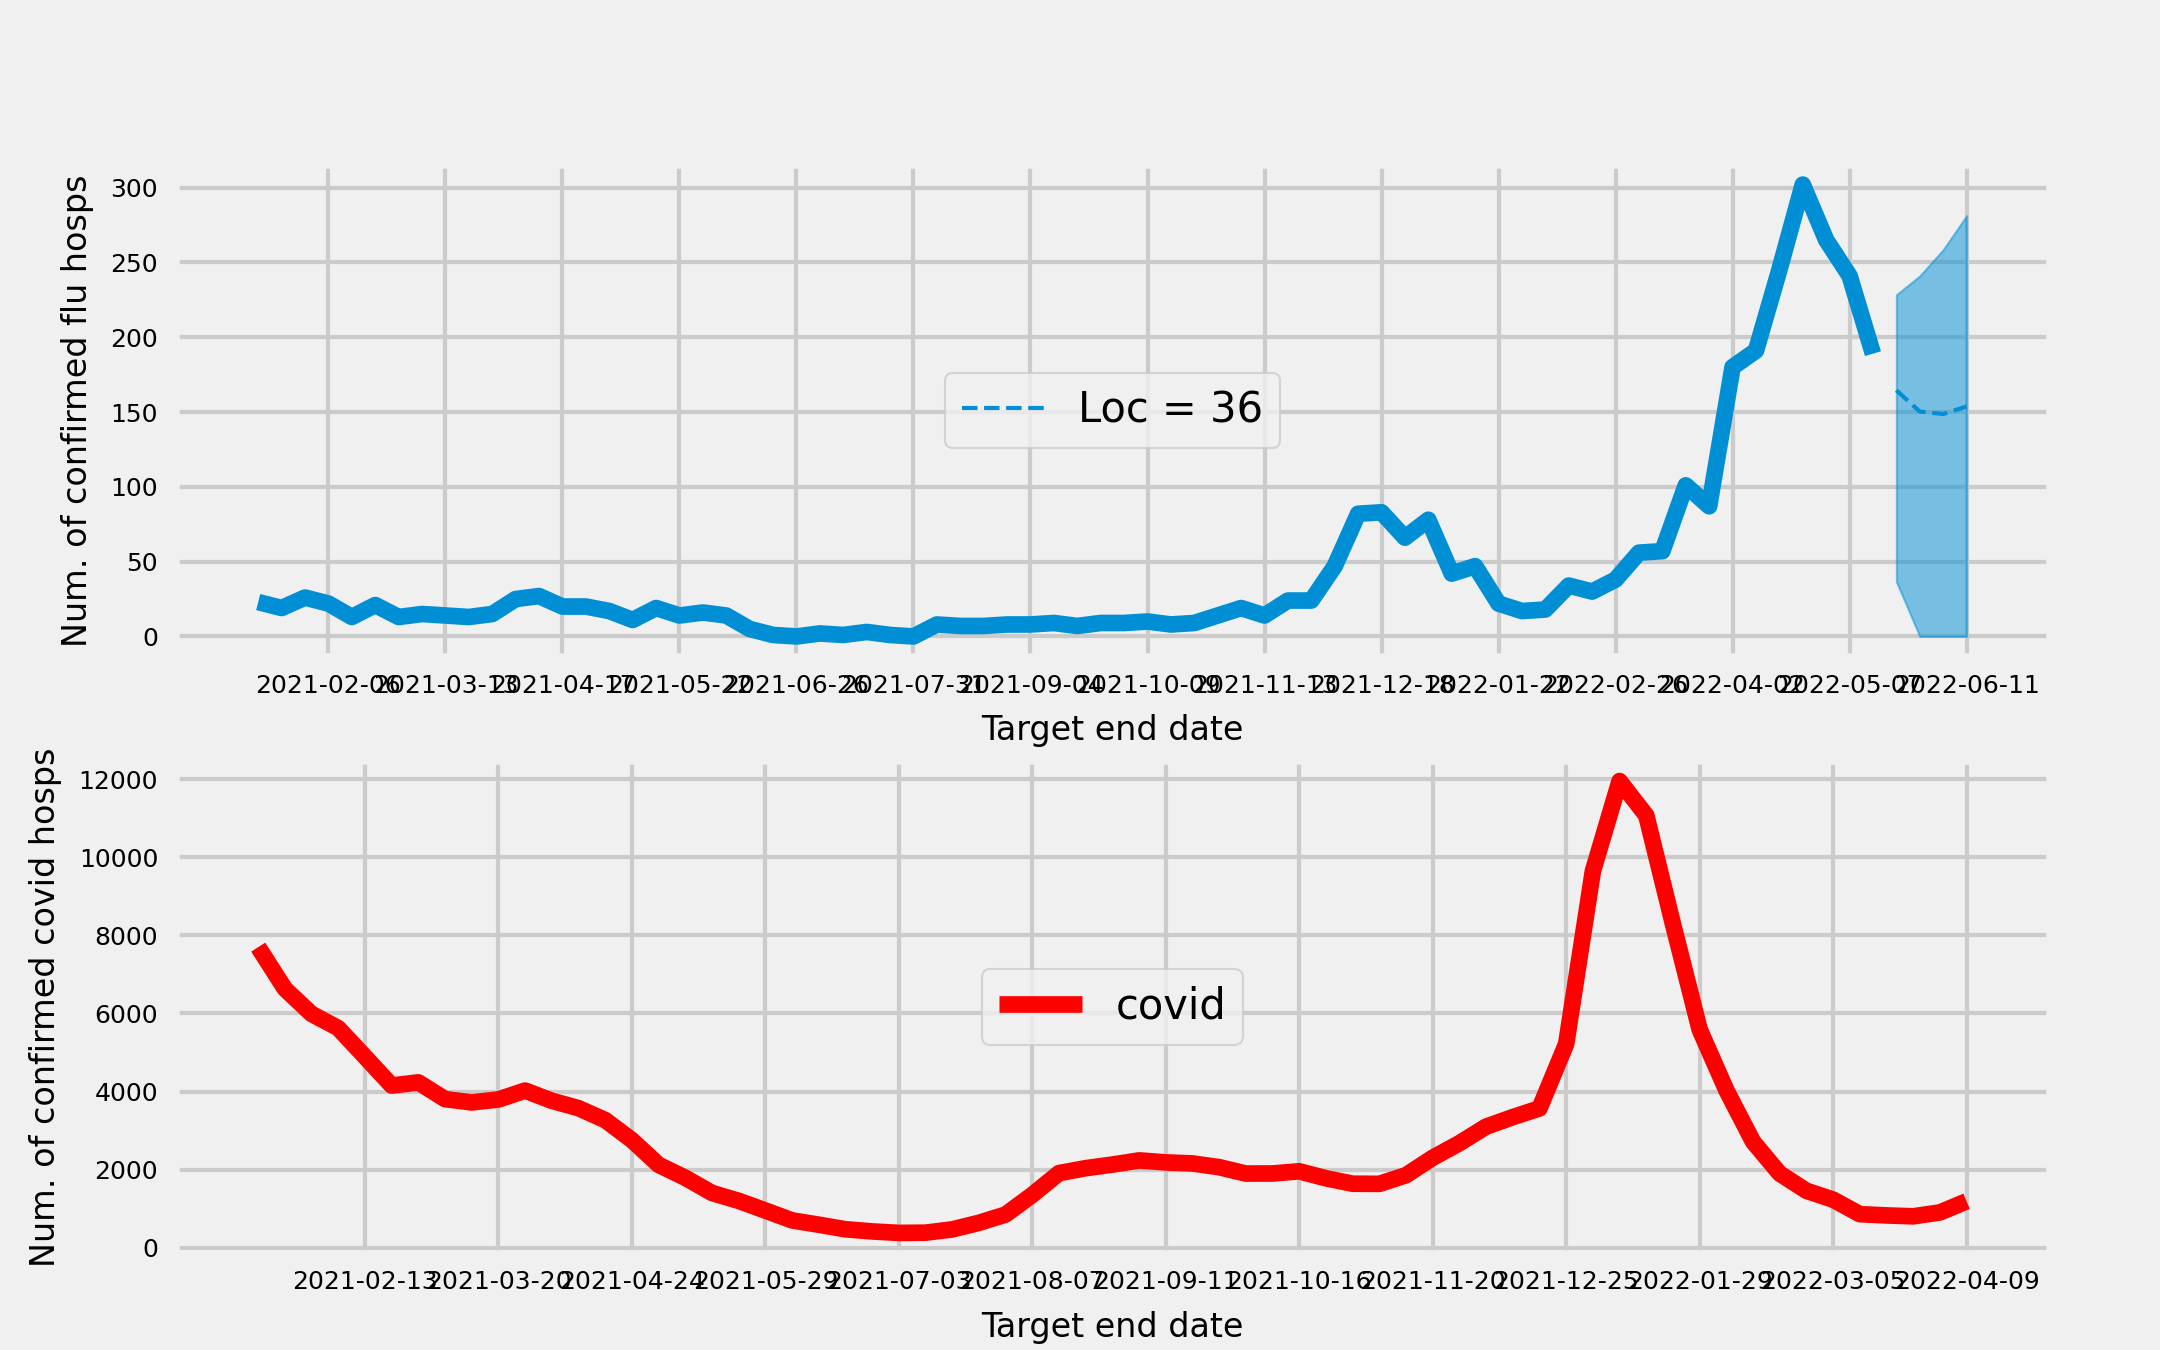 Num. of confirmed flu hosps
300
250
200
150
100
50
0
Loc = 36
2021-02-06 2021-03-13 2021-04-17 2021-05-22 2021-06-26 2021-07-31 2021-09-04 2021-10-09 2021-11-13 2021-12-18 2022-01-22 2022-02-26 2022-04-02 2022-05-07 2022-06-11
Target end date
Num. of confirmed covid hosps
12000
10000
8000
6000
4000
2000
0
covid
2021-02-13 2021-03-20 2021-04-24 2021-05-29 2021-07-03 2021-08-07 2021-09-11 2021-10-16 2021-11-20 2021-12-25 2022-01-29 2022-03-05 2022-04-09
Target end date